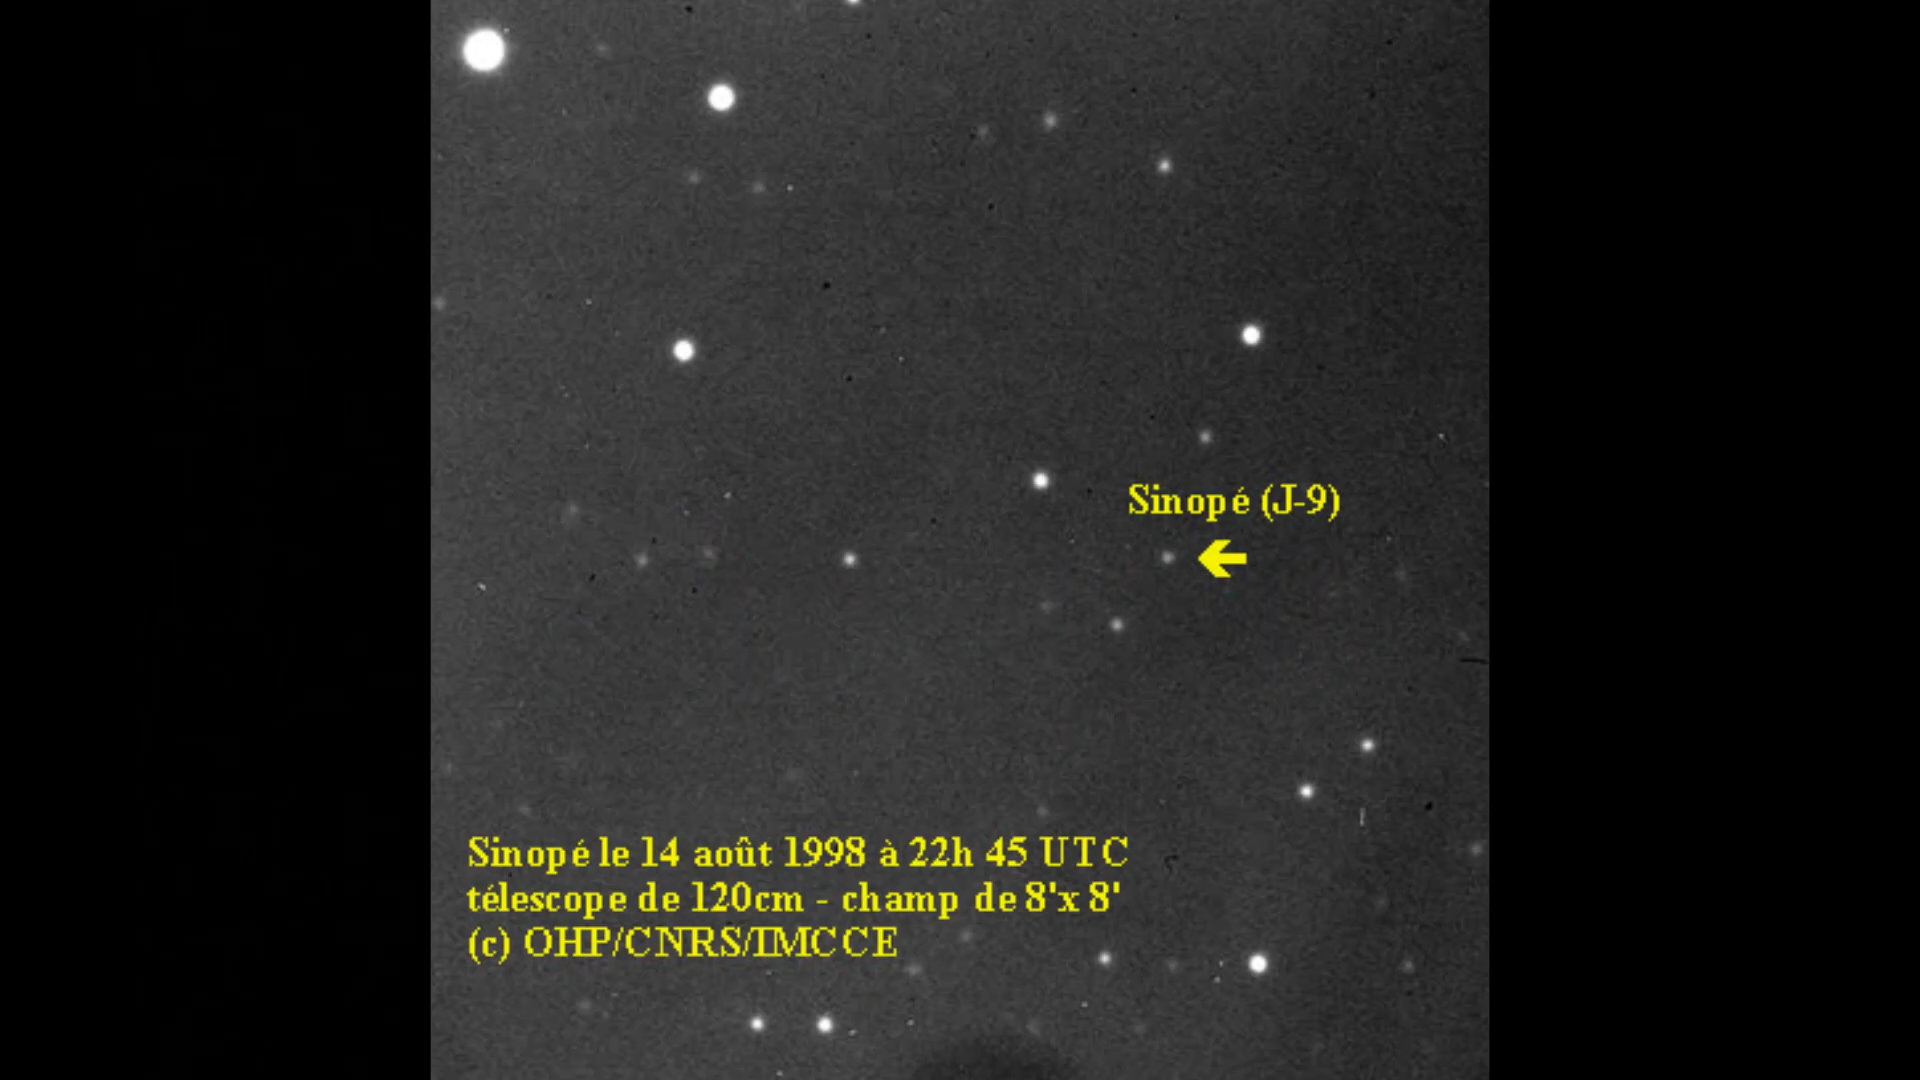 Sinopé (J-9)
Sinopé le 14 août 1998 à 22h 45 UTC
télescope de 120cm - champ de 8'x 8'
(c) OHP/CNRS/IMCCE